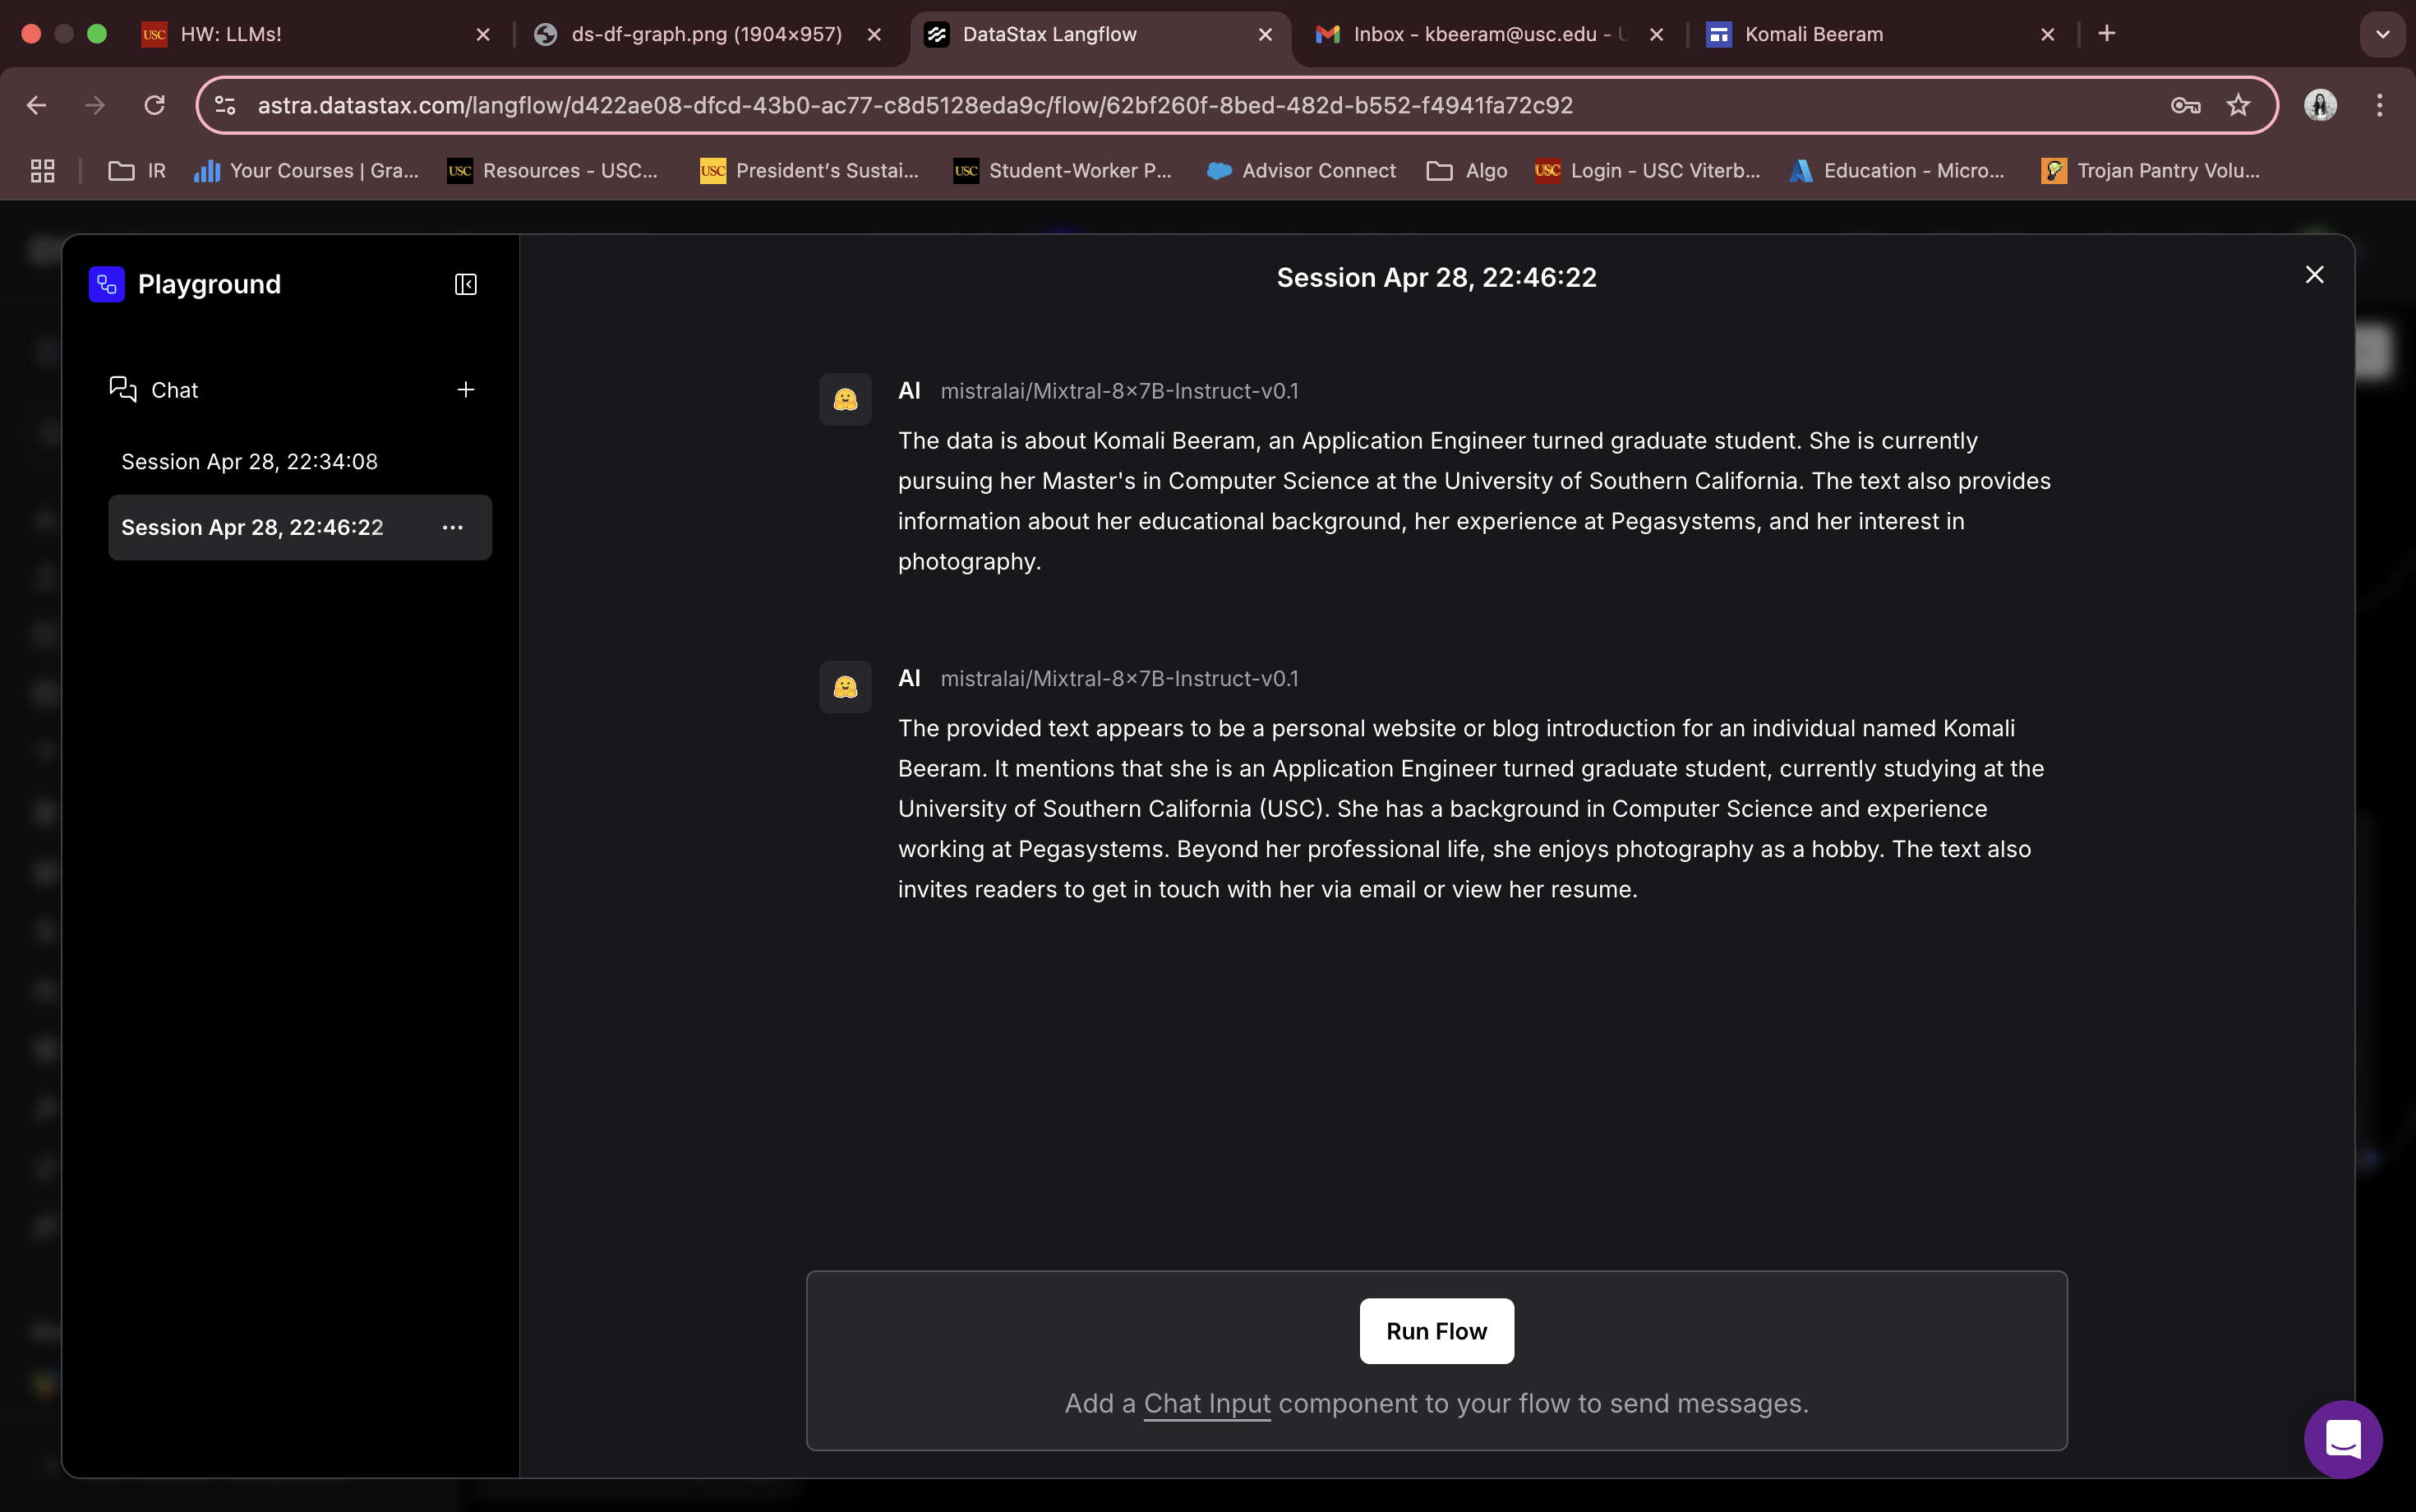 HW: LLMs!
ds-df-graph.png (1904×957)
DataStax Langflow
Inbox - kbeeram@usc.edu -
Komali Beeram
astra.datastax.com/langflow/d422ae08-dfcd-43b0-ac77-c8d5128eda9c/flow/62bf260f-8bed-482d-b552-f4941fa72c92
IR
Your Courses | Gra...
USC Resources - USC...
USC President's Sustai...
USC Student-Worker P...
Advisor Connect
Algo
USC Login - USC Viterb...
Education - Micro...
Trojan Pantry Volu...
Playground
Chat
Session Apr 28, 22:34:08
Session Apr 28, 22:46:22
Session Apr 28, 22:46:22
AI mistralai/Mixtral-8x7B-Instruct-v0.1
The data is about Komali Beeram, an Application Engineer turned graduate student. She is currently
pursuing her Master's in Computer Science at the University of Southern California. The text also provides
information about her educational background, her experience at Pegasystems, and her interest in
photography.
AI mistralai/Mixtral-8x7B-Instruct-v0.1
The provided text appears to be a personal website or blog introduction for an individual named Komali
Beeram. It mentions that she is an Application Engineer turned graduate student, currently studying at the
University of Southern California (USC). She has a background in Computer Science and experience
working at Pegasystems. Beyond her professional life, she enjoys photography as a hobby. The text also
invites readers to get in touch with her via email or view her resume.
Run Flow
Add a Chat Input component to your flow to send messages.